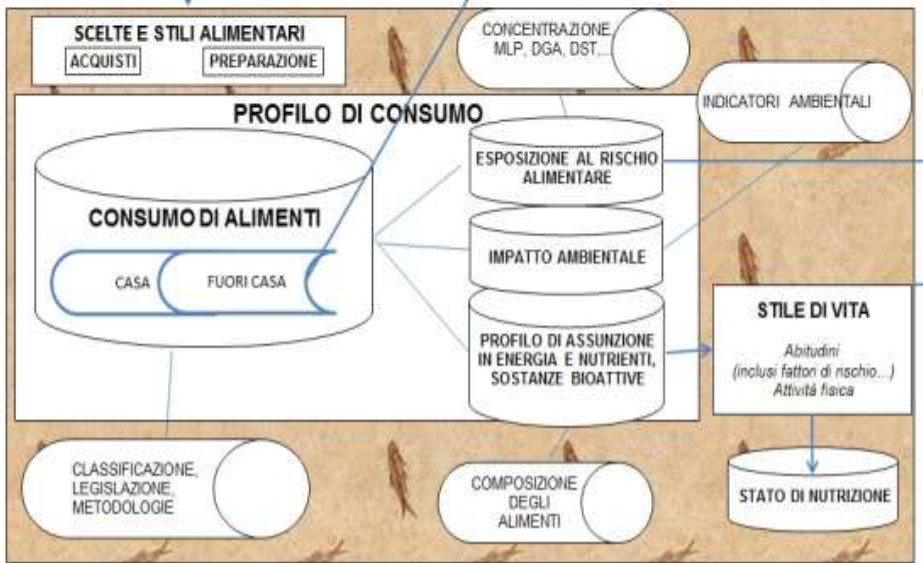 SCELTE E STILI ALIMENTARI
ACQUISTI
PREPARAZIONE
CONCENTRAZIONE
MLP, DGA, DST,...
INDICATORI AMBIENTALI
PROFILO DI CONSUMO
ESPOSIZIONE AL RISCHIO
ALIMENTARE
CONSUMO DI ALIMENTI
CASA
FUORI CASA
IMPATTO AMBIENTALE
PROFILO DI ASSUNZIONE
IN ENERGIA E NUTRIENTI,
SOSTANZE BIOATTIVE
STILE DI VITA
Abitudini
(inclusi fattori di rischio...)
Attività fisica
CLASSIFICAZIONE,
LEGISLAZIONE,
METODOLOGIE
COMPOSIZIONE
DEGLI
ALIMENTI
STATO DI NUTRIZIONE